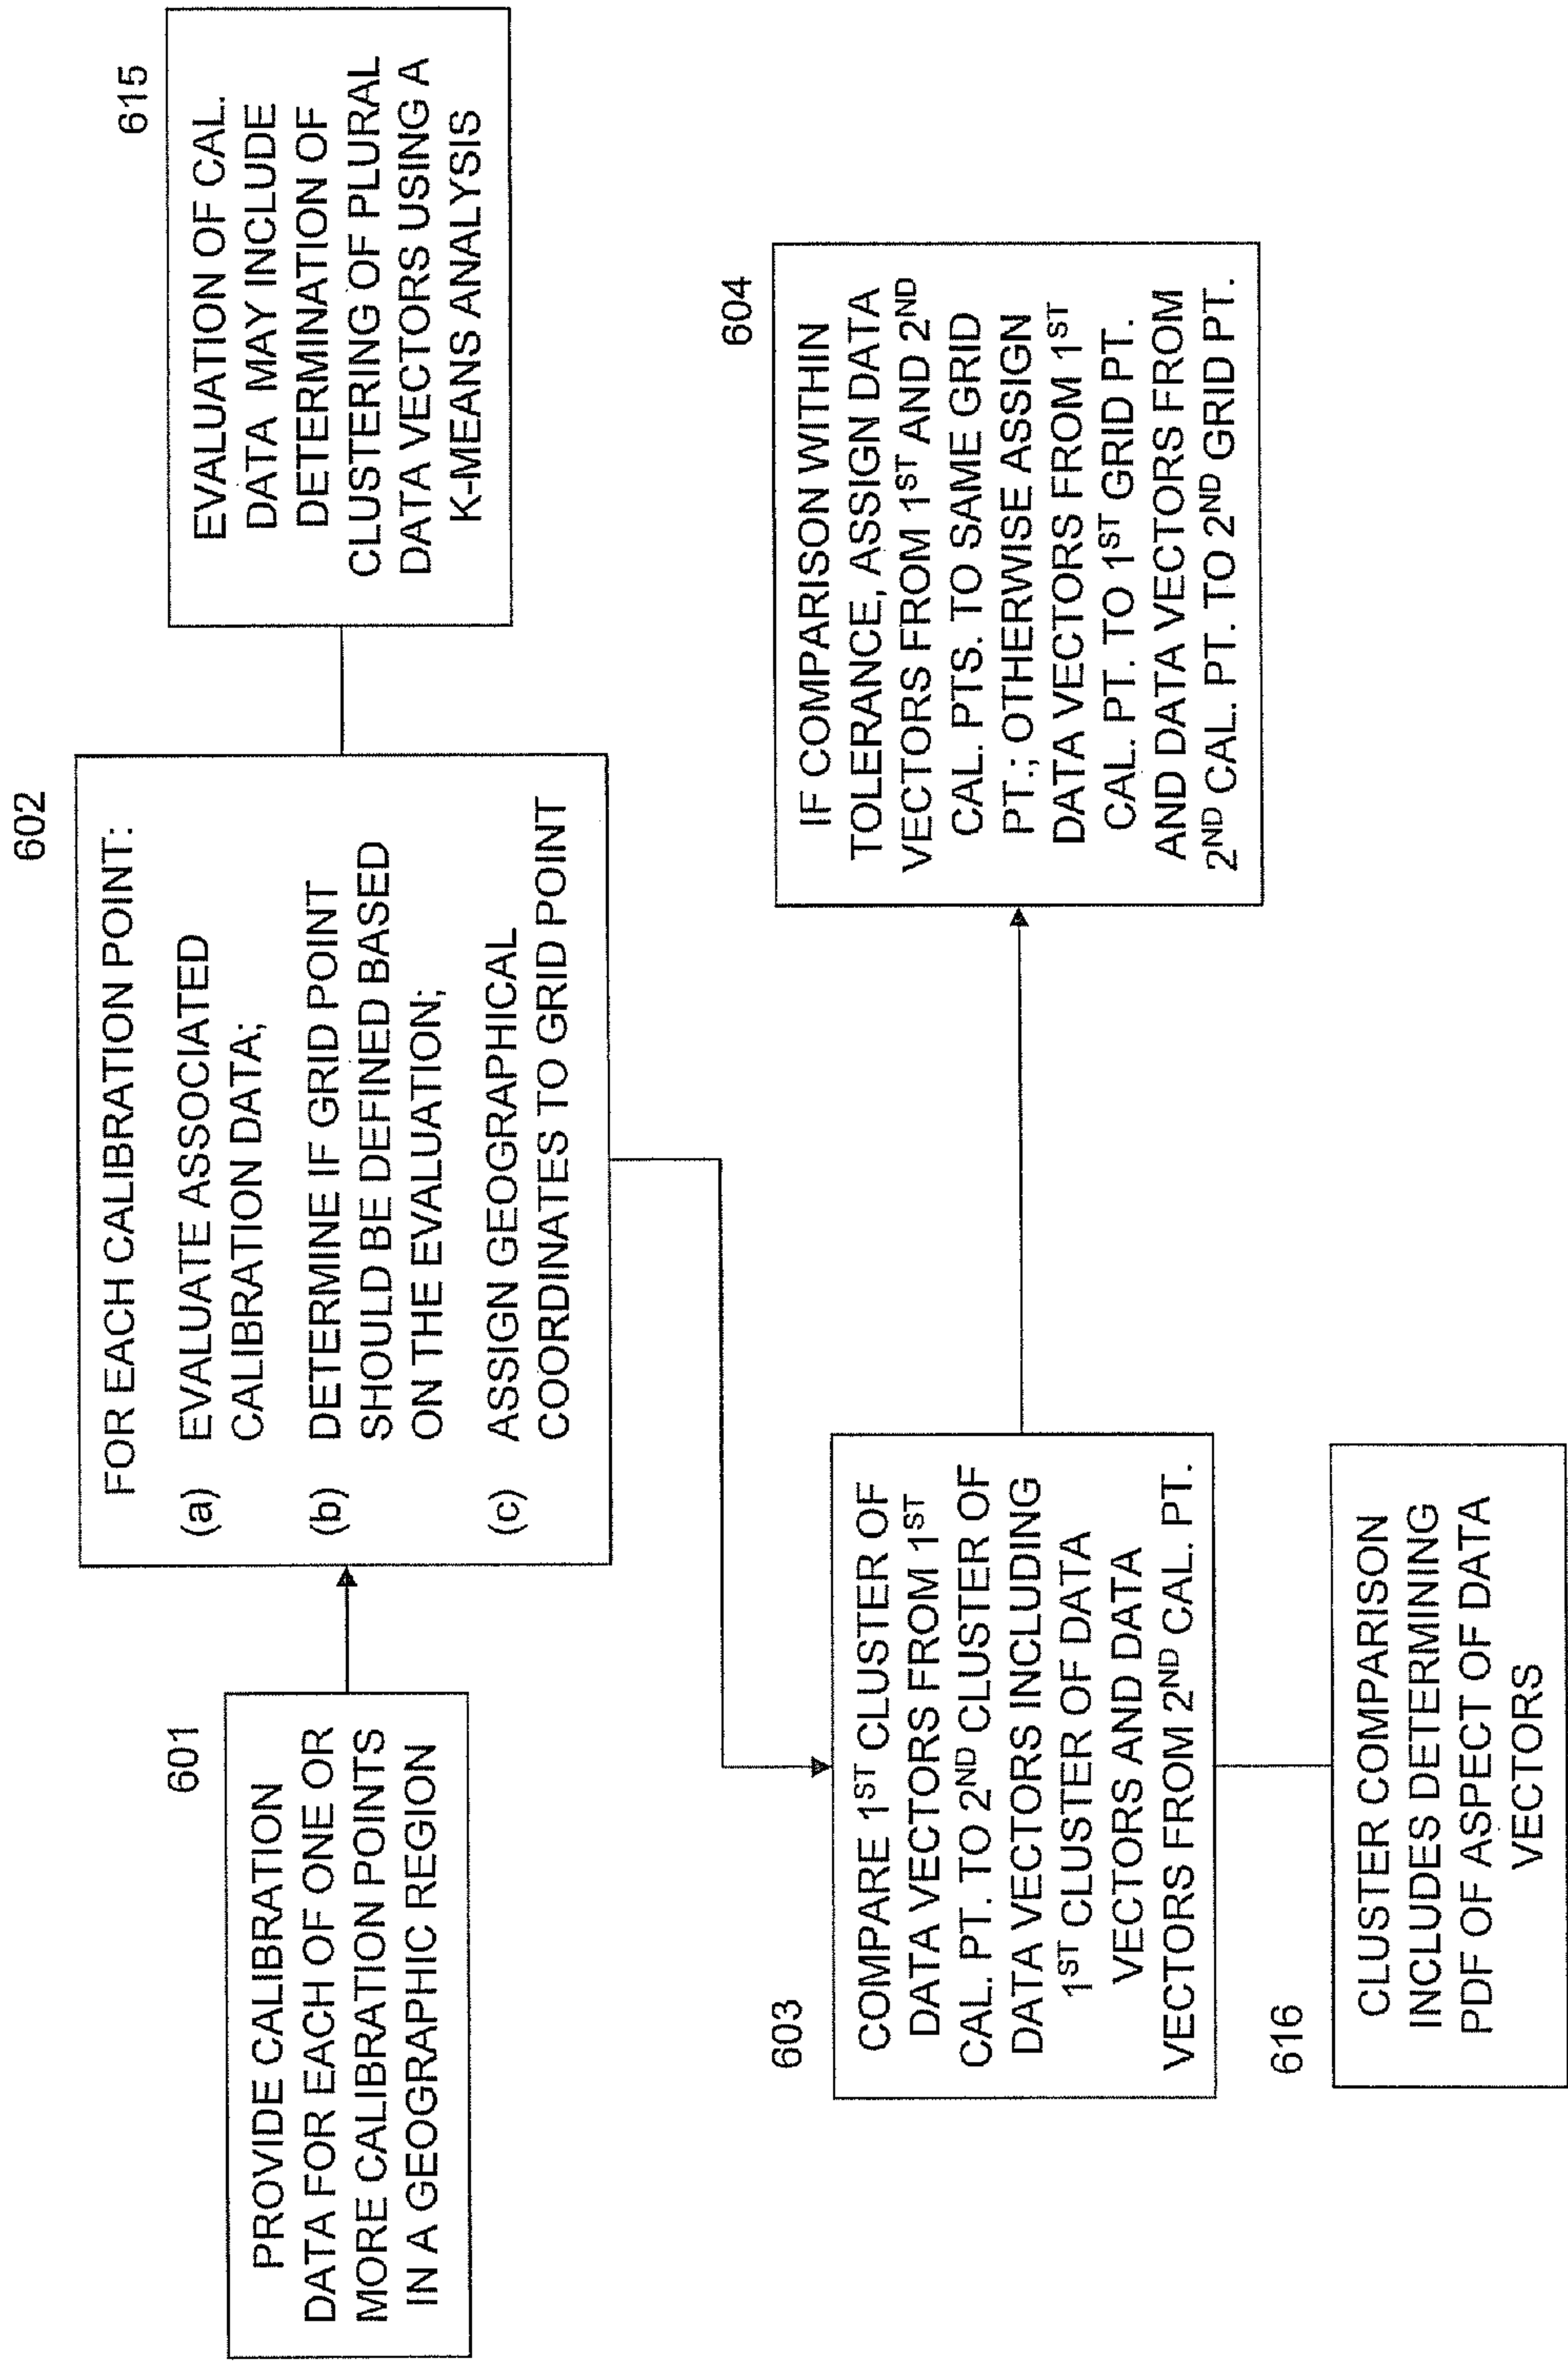 601
PROVIDE CALIBRATION
DATA FOR EACH OF ONE OR
MORE CALIBRATION POINTS
IN A GEOGRAPHIC REGION
602
FOR EACH CALIBRATION POINT:
(a) EVALUATE ASSOCIATED
CALIBRATION DATA;
(b) DETERMINE IF GRID POINT
SHOULD BE DEFINED BASED
ON THE EVALUATION;
(c) ASSIGN GEOGRAPHICAL
COORDINATES TO GRID POINT
615
EVALUATION OF CAL.
DATA MAY INCLUDE
DETERMINATION OF
CLUSTERING OF PLURAL
DATA VECTORS USING A
K-MEANS ANALYSIS
603
COMPARE 1ST CLUSTER OF
DATA VECTORS FROM 1ST
CAL. PT. TO 2ND CLUSTER OF
DATA VECTORS INCLUDING
1ST CLUSTER OF DATA
VECTORS AND DATA
VECTORS FROM 2ND CAL. PT.
604
IF COMPARISON WITHIN
TOLERANCE, ASSIGN DATA
VECTORS FROM 1ST AND 2ND
CAL. PTS. TO SAME GRID
PT.; OTHERWISE ASSIGN
DATA VECTORS FROM 1ST
CAL. PT. TO 1ST GRID PT.
AND DATA VECTORS FROM
2ND CAL. PT. TO 2ND GRID PT.
616
CLUSTER COMPARISON
INCLUDES DETERMINING
PDF OF ASPECT OF DATA
VECTORS